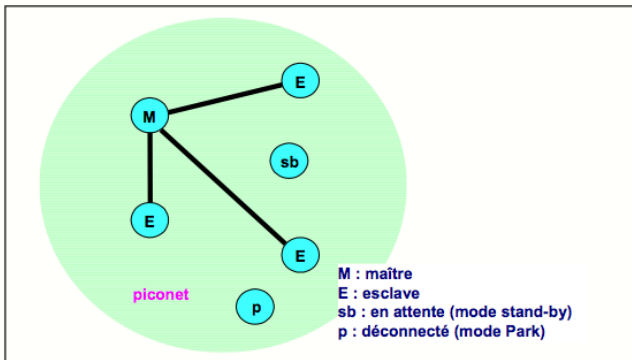 E
M
sb
E
E
piconet
p
M : maître
E : esclave
sb : en attente (mode stand-by)
p : déconnecté (mode Park)